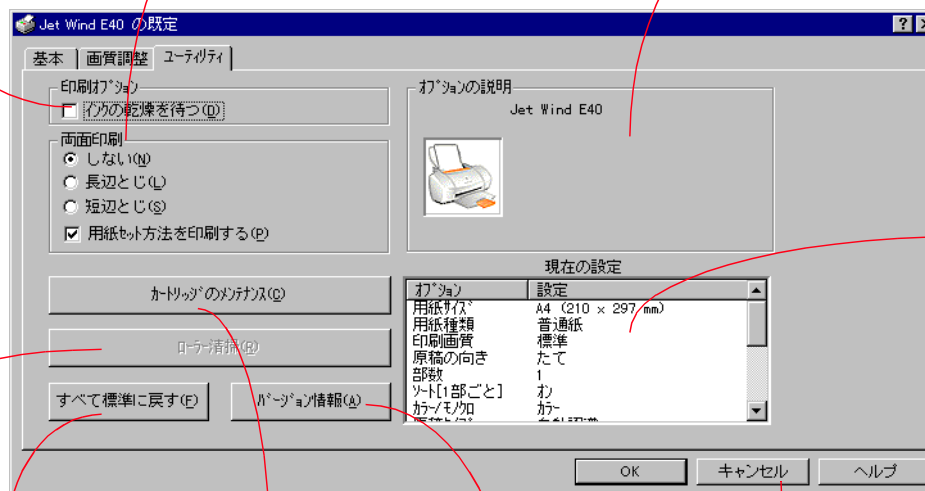 Jet Wind E40 の既定
基本 画質調整 ユーティリティ
印刷オプション
インクの乾燥を待つ(D)
両面印刷
しない(N)
長辺とじ(L)
短辺とじ(S)
用紙セット方法を印刷する(P)
カートリッジのメンテナンス(C)
ローラー清掃(R)
すべて標準に戻す(F) バージョン情報(A)
オプションの説明
Jet Wind E40
現在の設定
オプション 設定
用紙サイズ A4 (210 × 297 mm)
用紙種類 普通紙
印刷画質 標準
原稿の向き たて
部数 1
ソート[1部ごと] オン
カラー/モノクロ カラー
OK キャンセル ヘルプ